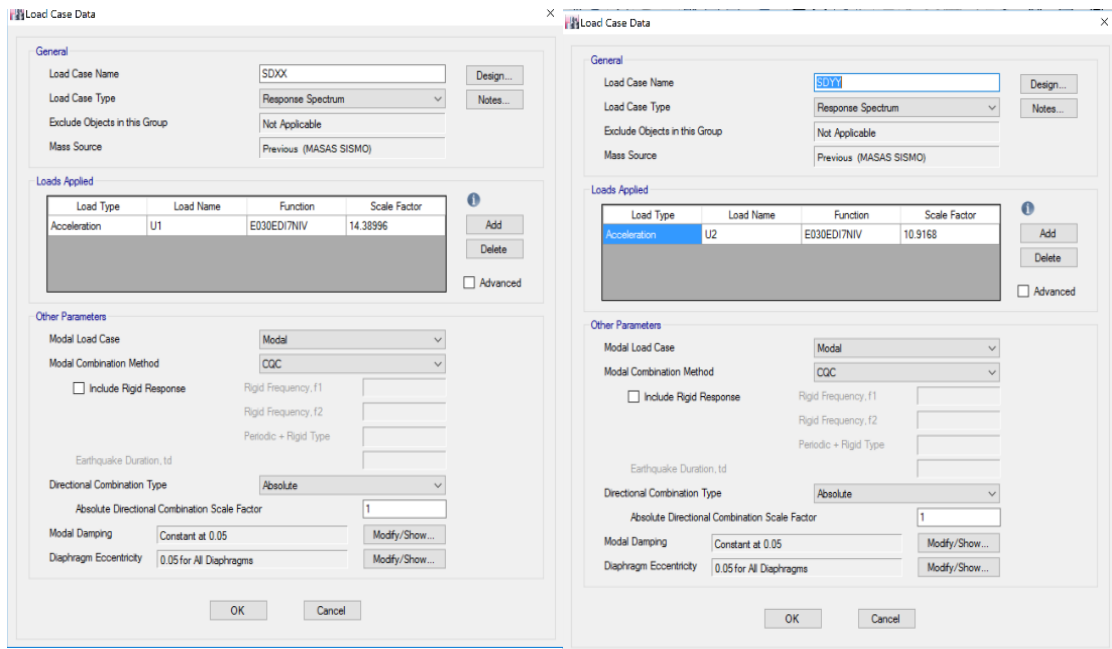 Load Case Data
General
Load Case Name SDXX Design...
Load Case Type Response Spectrum Notes...
Exclude Objects in this Group Not Applicable
Mass Source Previous (MASAS SISMO)
Loads Applied
Load Type Load Name Function Scale Factor
Acceleration U1 E030EDI7NIV 14.38996 Add
Delete
Advanced
Other Parameters
Modal Load Case Modal
Modal Combination Method CQC
Include Rigid Response Rigid Frequency, f1
Rigid Frequency, f2
Periodic + Rigid Type
Earthquake Duration, td
Directional Combination Type Absolute
Absolute Directional Combination Scale Factor 1
Modal Damping Constant at 0.05 Modify/Show...
Diaphragm Eccentricity 0.05 for All Diaphragms Modify/Show...
OK Cancel
Load Case Data
General
Load Case Name SDYY Design...
Load Case Type Response Spectrum Notes...
Exclude Objects in this Group Not Applicable
Mass Source Previous (MASAS SISMO)
Loads Applied
Load Type Load Name Function Scale Factor
Acceleration U2 E030EDI7NIV 10.9168 Add
Delete
Advanced
Other Parameters
Modal Load Case Modal
Modal Combination Method CQC
Include Rigid Response Rigid Frequency, f1
Rigid Frequency, f2
Periodic + Rigid Type
Earthquake Duration, td
Directional Combination Type Absolute
Absolute Directional Combination Scale Factor 1
Modal Damping Constant at 0.05 Modify/Show...
Diaphragm Eccentricity 0.05 for All Diaphragms Modify/Show...
OK Cancel